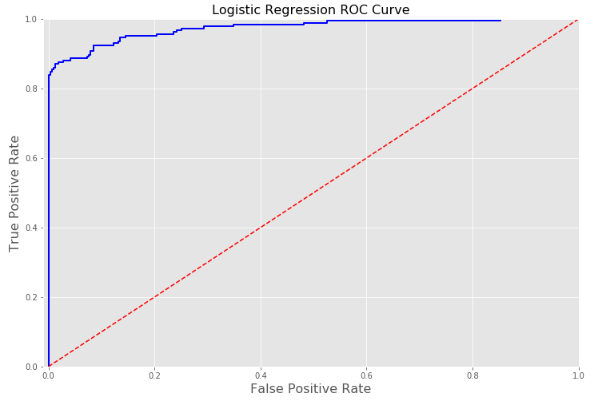 Logistic Regression ROC Curve
1.0
0.8
0.6
0.4
0.2
0.0
True Positive Rate
0.0 0.2 0.4 0.6 0.8 1.0
False Positive Rate